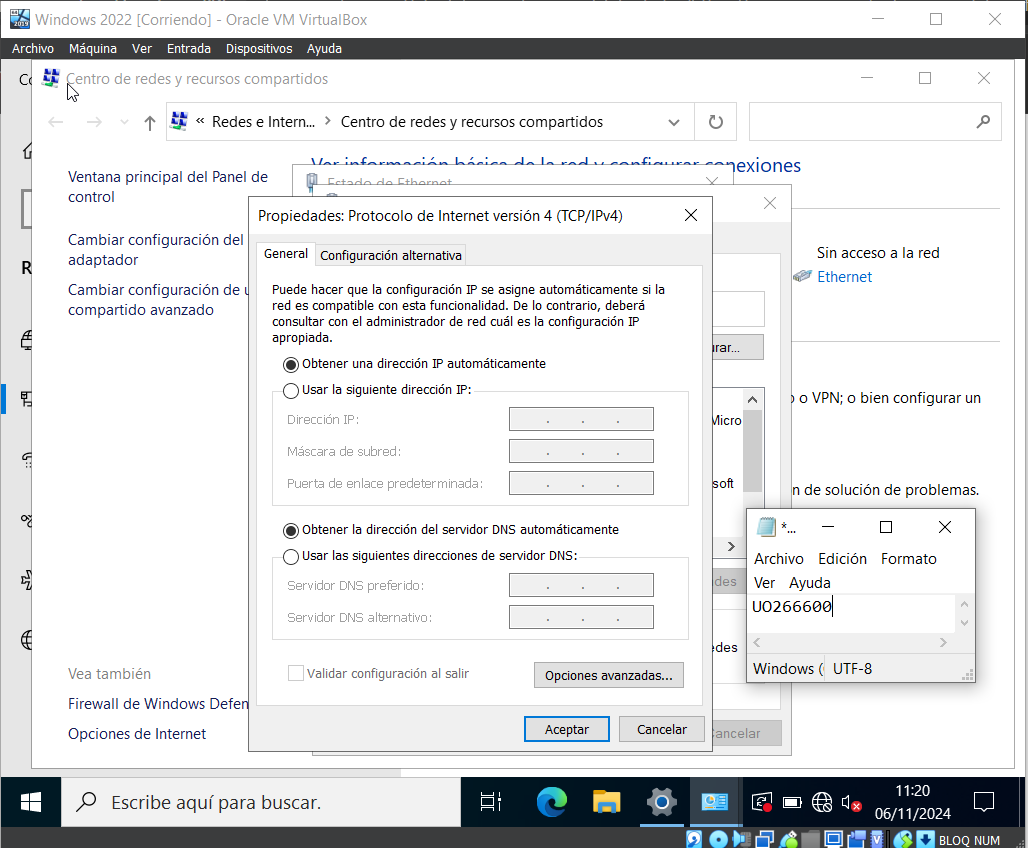 Windows 2022 [Corriendo] - Oracle VM VirtualBox
Archivo Máquina Ver Entrada Dispositivos Ayuda
Centro de redes y recursos compartidos
« Redes e Intern... > Centro de redes y recursos compartidos
Ver información básica de la red y configurar conexiones
Ventana principal del Panel de
control
Cambiar configuración del
adaptador
Cambiar configuración de
compartido avanzado
Vea también
Firewall de Windows Defen
Opciones de Internet
Estado de Ethernet
Sin acceso a la red
Ethernet
o VPN; o bien configurar un
de solución de problemas.
Propiedades: Protocolo de Internet versión 4 (TCP/IPv4)
General Configuración alternativa
Puede hacer que la configuración IP se asigne automáticamente si la
red es compatible con esta funcionalidad. De lo contrario, deberá
consultar con el administrador de red cuál es la configuración IP
apropiada.
Obtener una dirección IP automáticamente
Usar la siguiente dirección IP:
Dirección IP:
Máscara de subred:
Puerta de enlace predeterminada:
Obtener la dirección del servidor DNS automáticamente
Usar las siguientes direcciones de servidor DNS:
Servidor DNS preferido:
Servidor DNS alternativo:
Validar configuración al salir
Opciones avanzadas...
Aceptar Cancelar
urar...
Micro
soft
des
edes
Cancelar
*...
Archivo Edición Formato
Ver Ayuda
UO266600
Windows ( UTF-8
Escribe aquí para buscar.
11:20
06/11/2024
BLOQ NUM